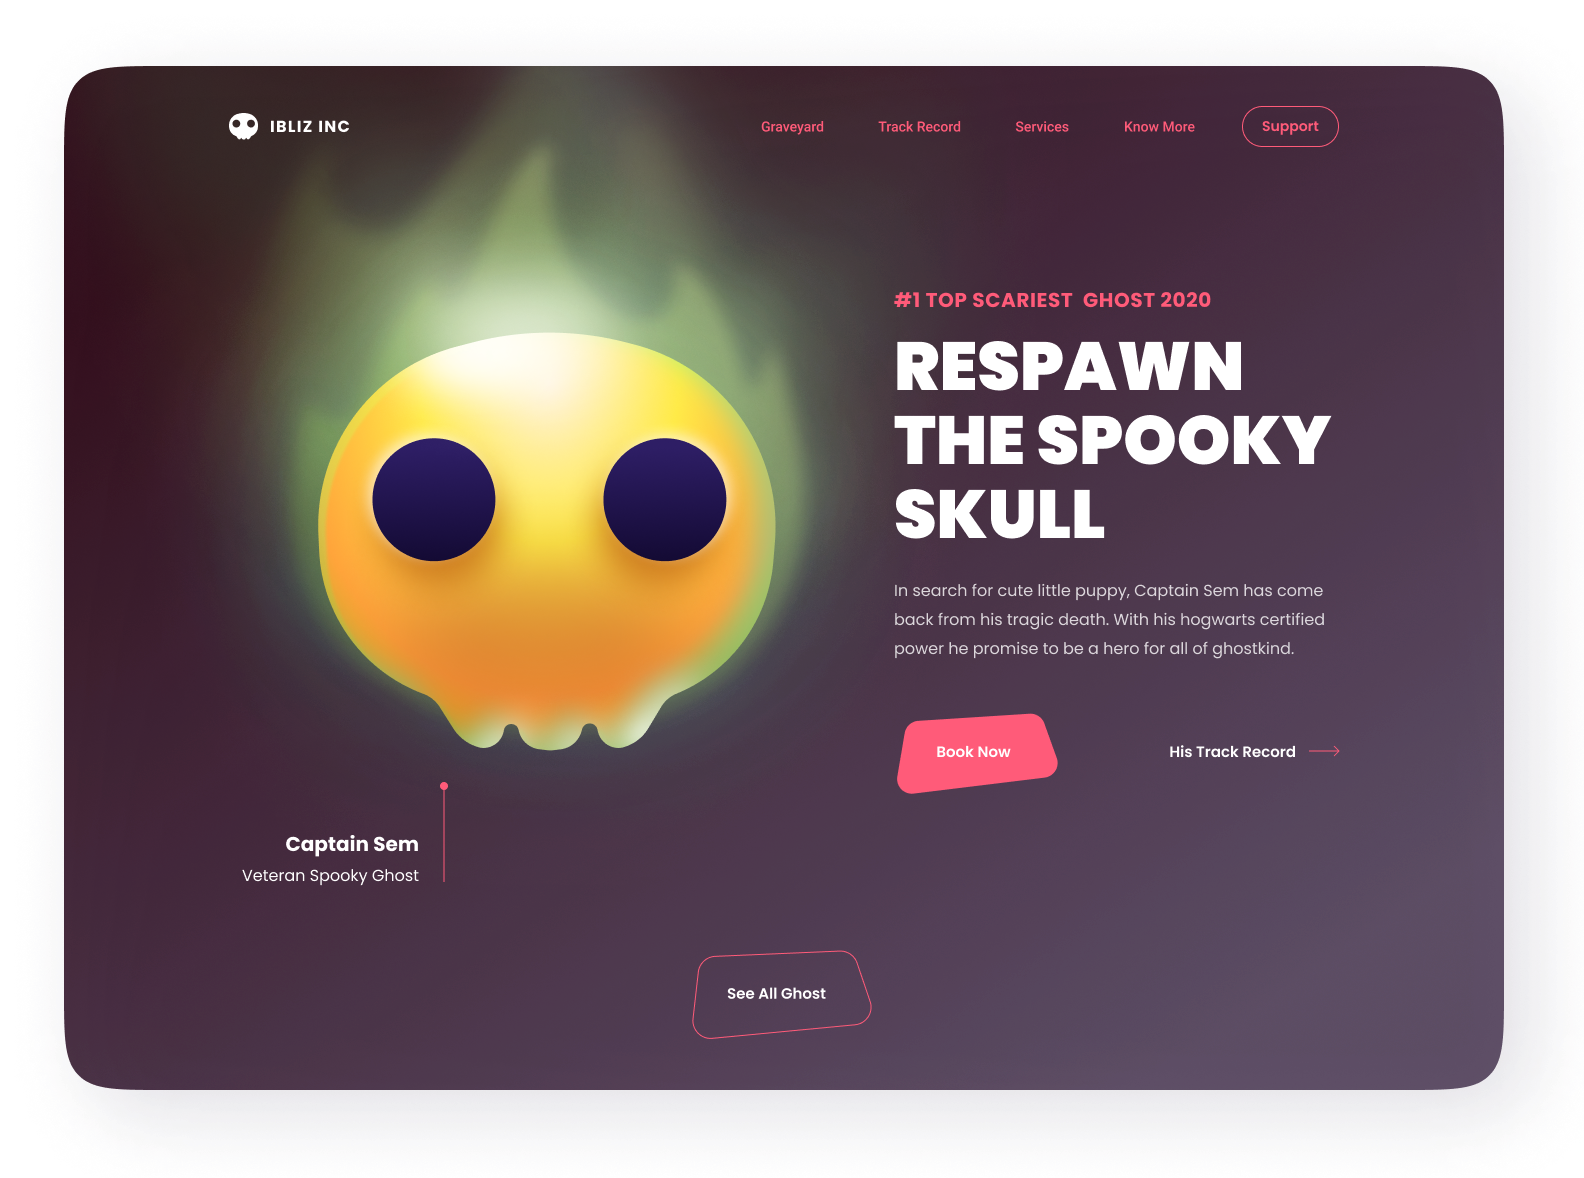 IBLIZ INC
Graveyard
Track Record
Services
Know More
Support
#1 TOP SCARIEST  GHOST 2020
RESPAWN
THE SPOOKY
SKULL
In search for cute little puppy, Captain Sem has come
back from his tragic death. With his hogwarts certified
power he promise to be a hero for all of ghostkind.
Book Now
His Track Record
Captain Sem
Veteran Spooky Ghost
See All Ghost